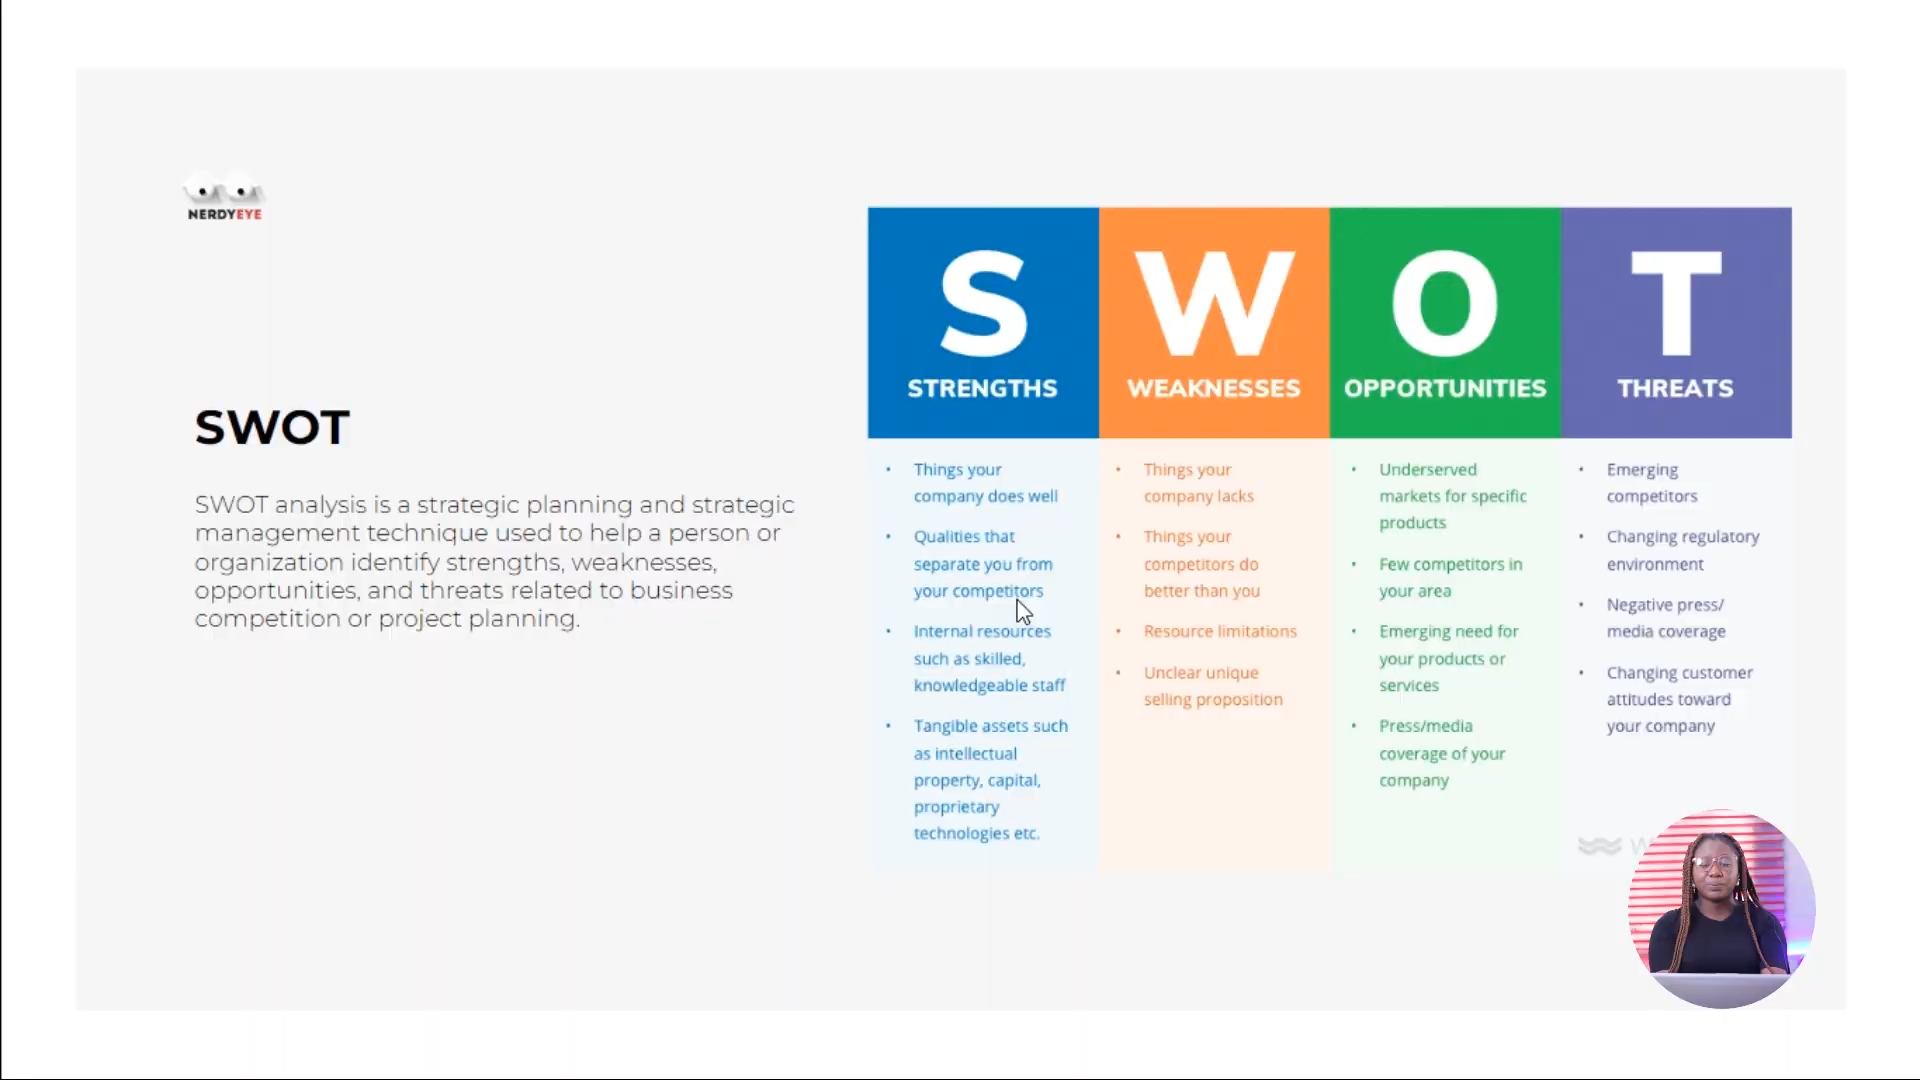 NERDYEYE
SWOT
SWOT analysis is a strategic planning and strategic
management technique used to help a person or
organization identify strengths, weaknesses,
opportunities, and threats related to business
competition or project planning.
S
STRENGTHS
Things your
company does well
Qualities that
separate you from
your competitors
Internal resources
such as skilled,
knowledgeable staff
Tangible assets such
as intellectual
property, capital,
proprietary
technologies etc.
W
WEAKNESSES
Things your
company lacks
Things your
competitors do
better than you
Resource limitations
Unclear unique
selling proposition
O
OPPORTUNITIES
Underserved
markets for specific
products
Few competitors in
your area
Emerging need for
your products or
services
Press/media
coverage of your
company
T
THREATS
Emerging
competitors
Changing regulatory
environment
Negative press/
media coverage
Changing customer
attitudes toward
your company